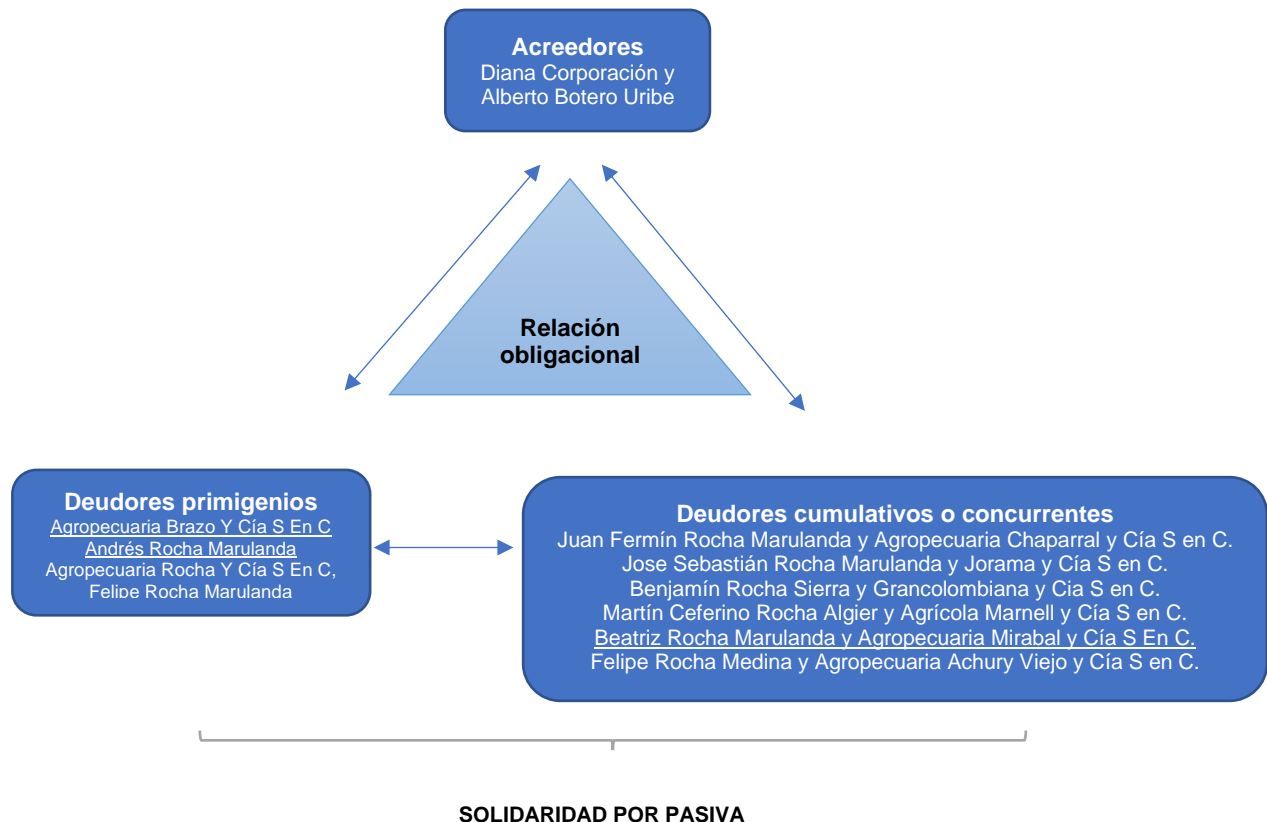 Acreedores
Diana Corporación y
Alberto Botero Uribe
Relación
obligacional
Deudores primigenios
Agropecuaria Brazo Y Cía S En C
Andrés Rocha Marulanda
Agropecuaria Rocha Y Cía S En C,
Felipe Rocha Marulanda
Deudores cumulativos o concurrentes
Juan Fermín Rocha Marulanda y Agropecuaria Chaparral y Cía S en C.
Jose Sebastián Rocha Marulanda y Jorama y Cía S en C.
Benjamín Rocha Sierra y Grancolombiana y Cia S en C.
Martín Ceferino Rocha Algier y Agrícola Marnell y Cía S en C.
Beatriz Rocha Marulanda y Agropecuaria Mirabal y Cía S En C.
Felipe Rocha Medina y Agropecuaria Achury Viejo y Cía S en C.
SOLIDARIDAD POR PASIVA